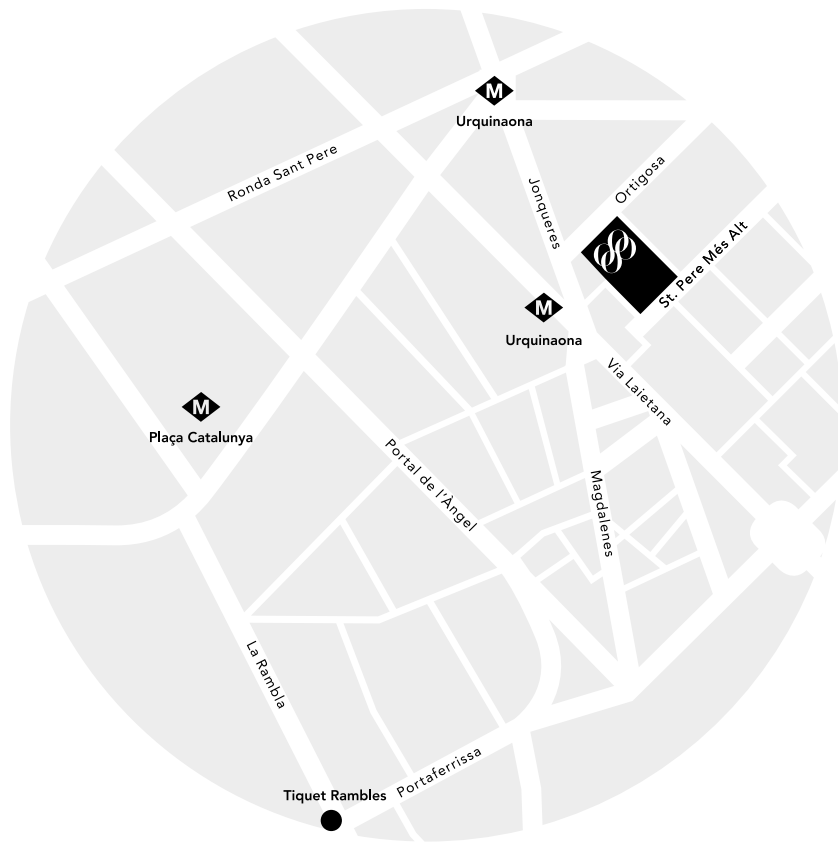 M
Urquinaona
Ronda Sant Pere
Ortigosa
Jonqueres
St. Pere Més Alt
M
Urquinaona
Via Laietana
M
Plaça Catalunya
Portal de l'Àngel
Magdalenes
La Rambla
Portaferrissa
Tiquet Rambles